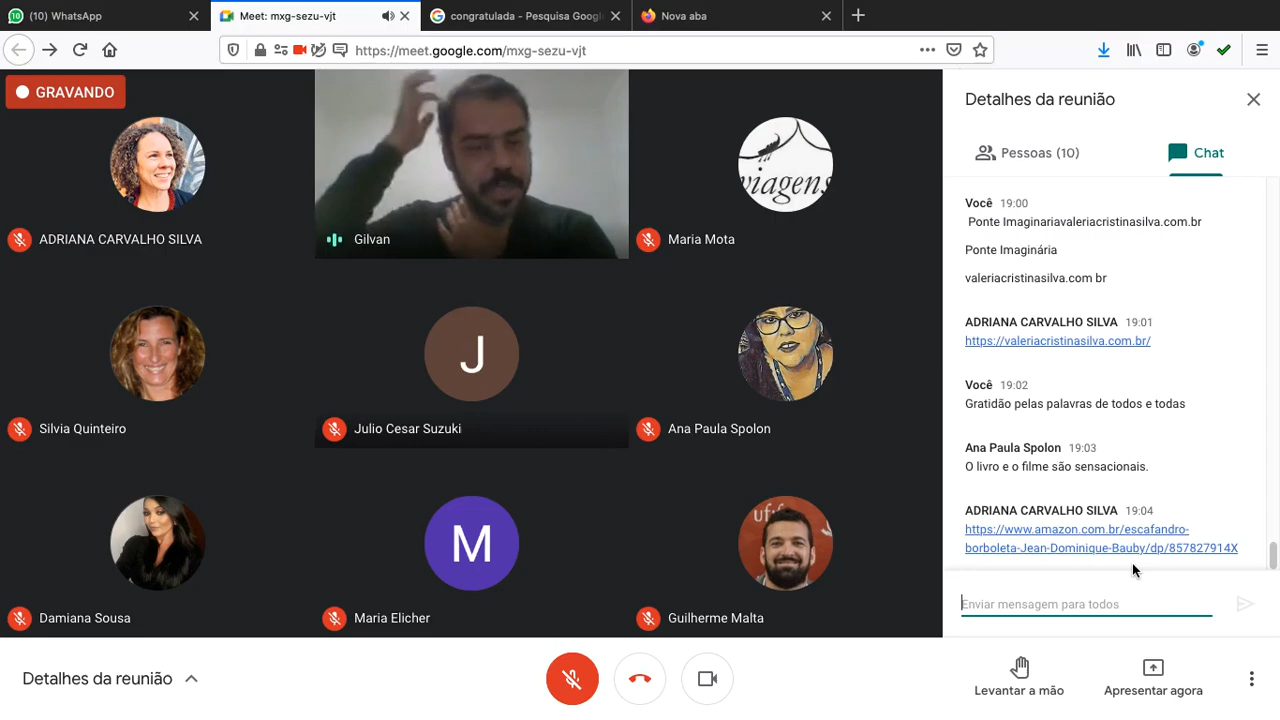 (10) WhatsApp
Meet: mxg-sezu-vjt
congratulada - Pesquisa Googl
Nova aba
https://meet.google.com/mxg-sezu-vjt
GRAVANDO
ADRIANA CARVALHO SILVA
Gilvan
viagens
Maria Mota
Silvia Quinteiro
J
Julio Cesar Suzuki
Ana Paula Spolon
Damiana Sousa
M
Maria Elicher
Guilherme Malta
Detalhes da reunião
Pessoas (10)
Chat
Você 19:00
Ponte Imaginariavaleriacristinasilva.com.br
Ponte Imaginária
valeriacristinasilva.com br
ADRIANA CARVALHO SILVA 19:01
https://valeriacristinasilva.com.br/
Você 19:02
Gratidão pelas palavras de todos e todas
Ana Paula Spolon 19:03
O livro e o filme são sensacionais.
ADRIANA CARVALHO SILVA 19:04
https://www.amazon.com.br/escafandro-
borboleta-Jean-Dominique-Bauby/dp/857827914X
Enviar mensagem para todos
Detalhes da reunião
Levantar a mão
Apresentar agora